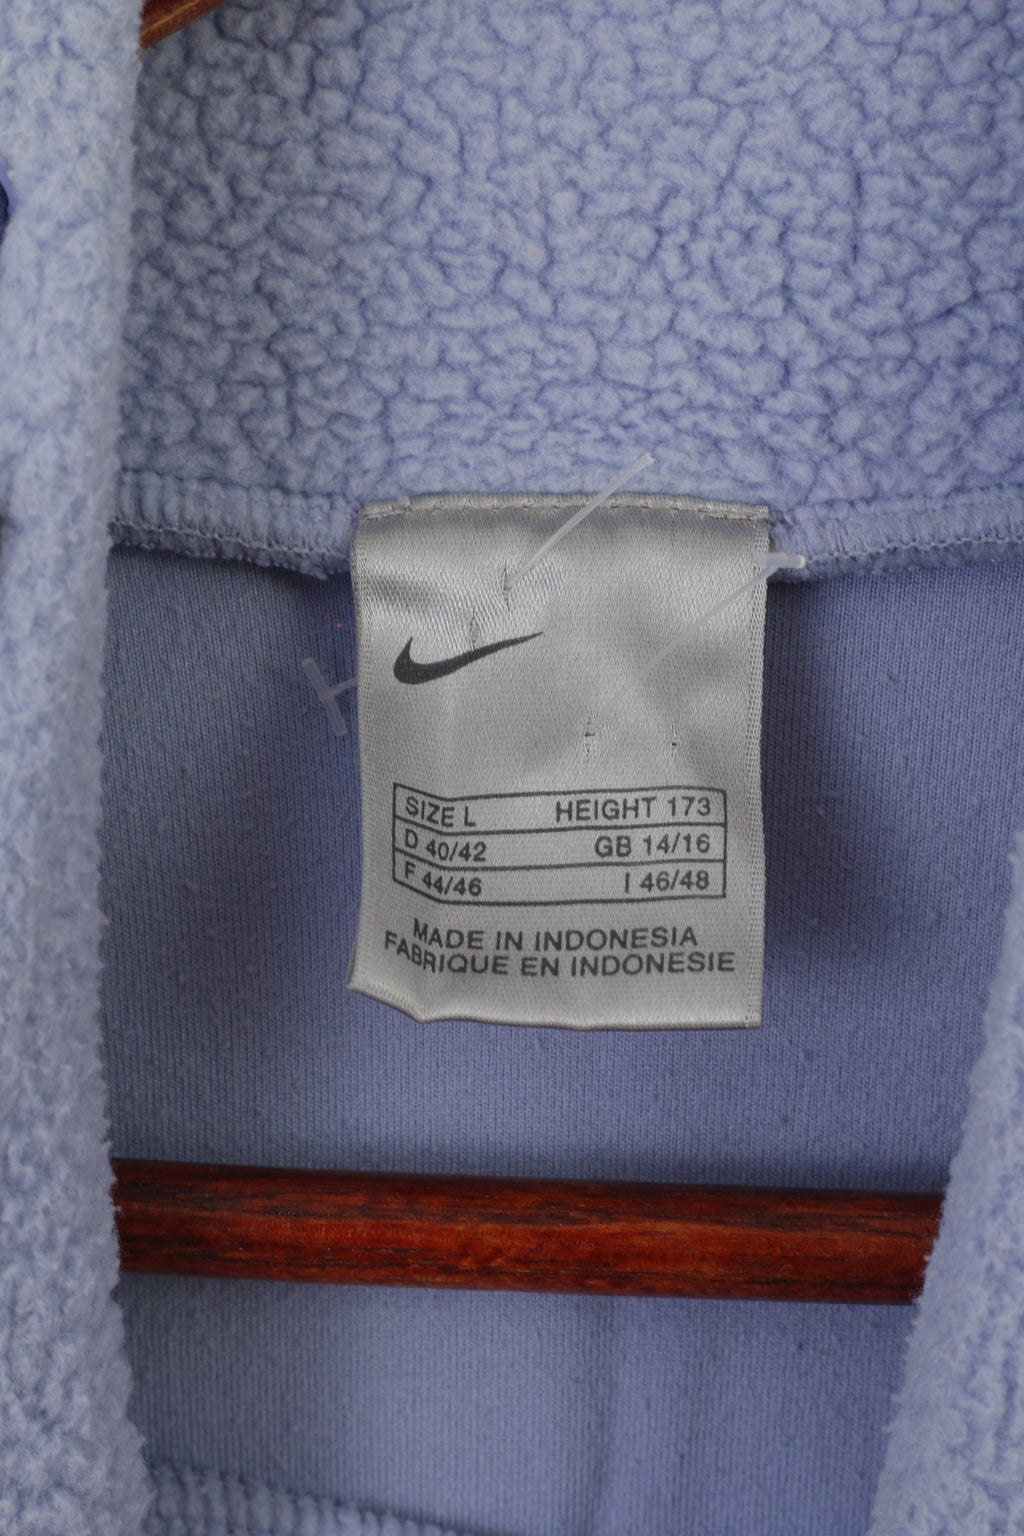 SIZE L HEIGHT 173
D 40/42 GB 14/16
F 44/46 I 46/48
MADE IN INDONESIA
FABRIQUE EN INDONESIE